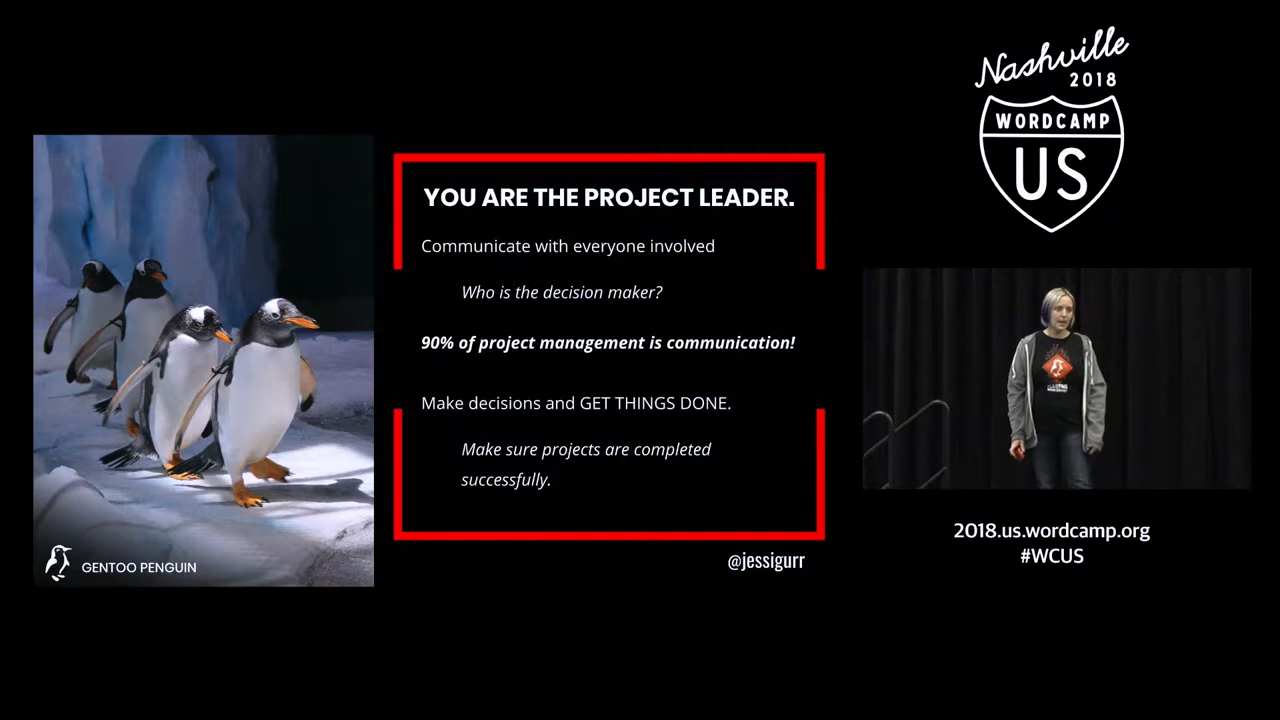 YOU ARE THE PROJECT LEADER.
Communicate with everyone involved
Who is the decision maker?
90% of project management is communication!
Make decisions and GET THINGS DONE.
Make sure projects are completed
successfully.
@jessigurr
GENTOO PENGUIN
Nashville
2018
WORDCAMP
US
2018.us.wordcamp.org
#WCUS